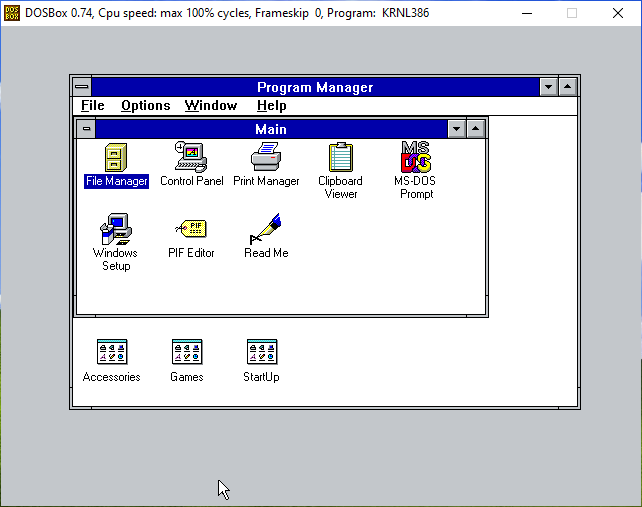 DOSBox 0.74, Cpu speed: max 100% cycles, Frameskip 0, Program: KRNL386
Program Manager
File Options Window Help
Main
File Manager
Control Panel
Print Manager
Clipboard
Viewer
MS-DOS
Prompt
Windows
Setup
PIF Editor
Read Me
Accessories
Games
StartUp